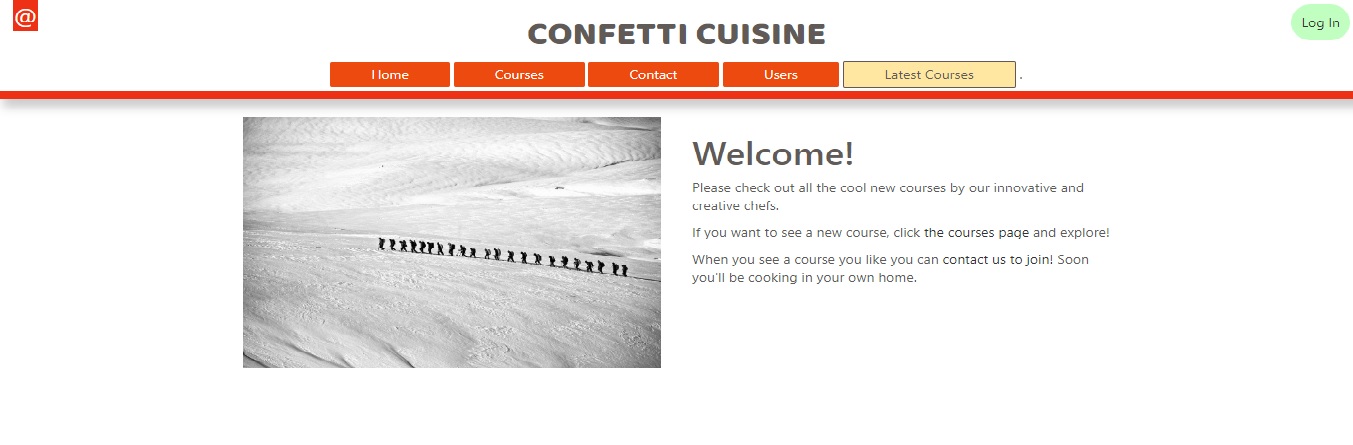 @
CONFETTI CUISINE
Log In
Home Courses Contact Users Latest Courses .
Welcome!
Please check out all the cool new courses by our innovative and
creative chefs.
If you want to see a new course, click the courses page and explore!
When you see a course you like you can contact us to join! Soon
you'll be cooking in your own home.